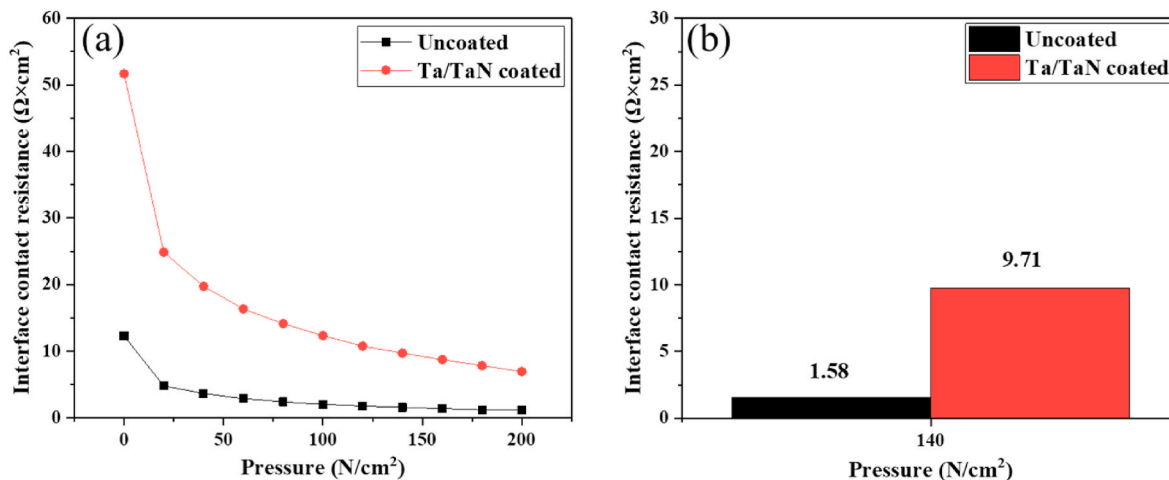 (a)
Uncoated
Ta/TaN coated
Interface contact resistance (Ω×cm²)
60
50
40
30
20
10
0
0
50
100
150
200
Pressure (N/cm²)
(b)
Uncoated
Ta/TaN coated
Interface contact resistance (Ω×cm²)
30
25
20
15
10
5
0
1.58
9.71
140
Pressure (N/cm²)